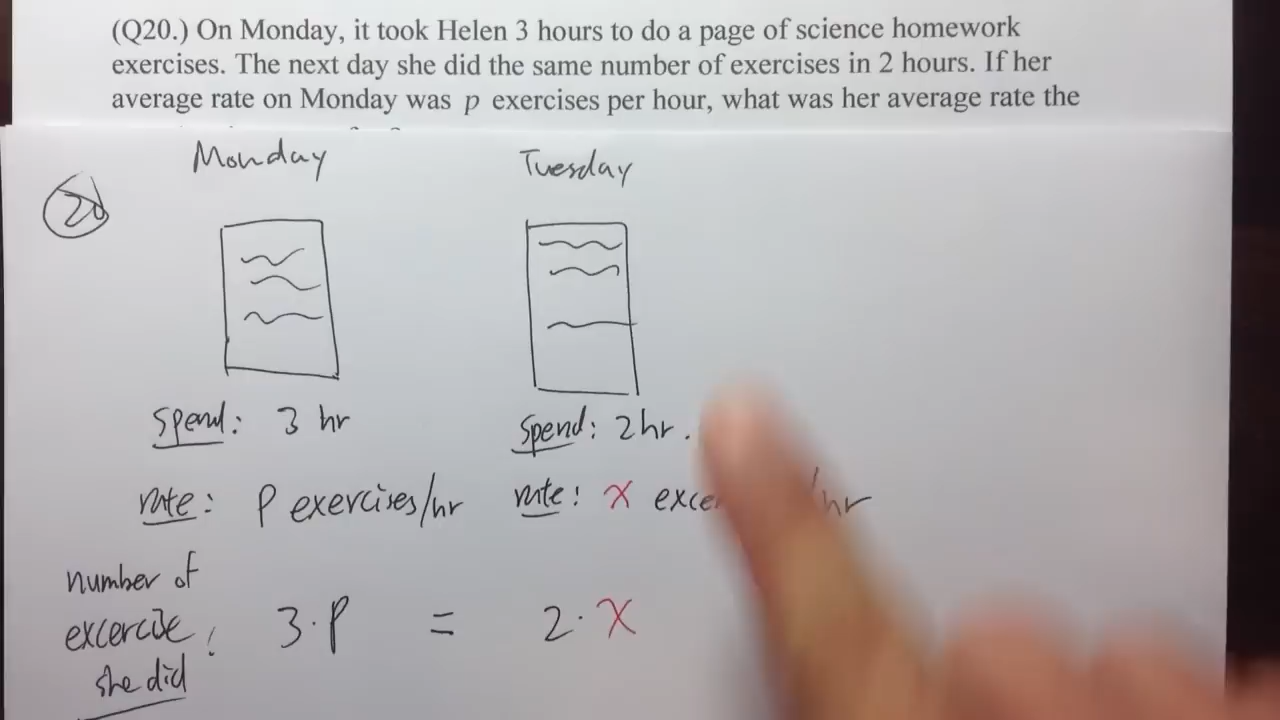 (Q20.) On Monday, it took Helen 3 hours to do a page of science homework
exercises. The next day she did the same number of exercises in 2 hours. If her
average rate on Monday was p exercises per hour, what was her average rate the
Monday Tuesday
20
Spend: 3 hr Spend: 2 hr.
rate: P exercises/hr rate: x /hr
number of
excercise: 3·P = 2·x
she did